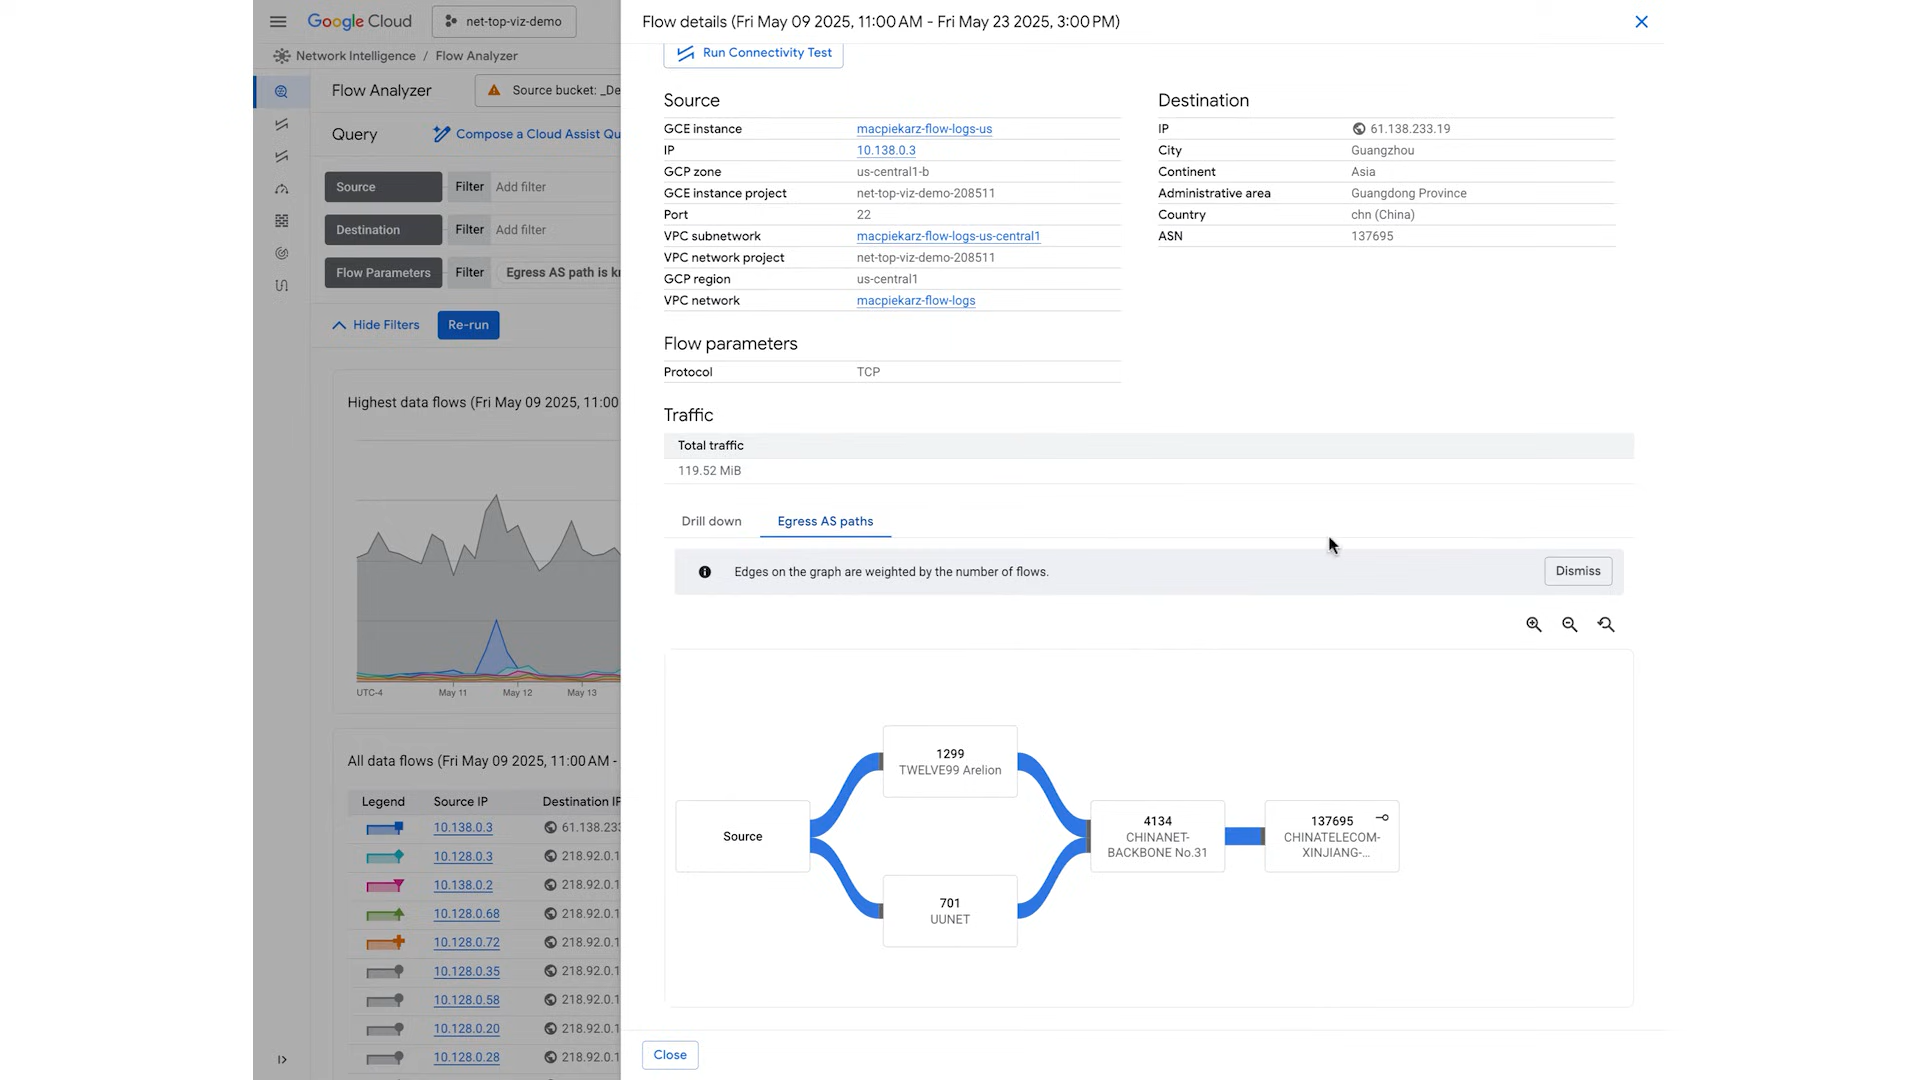 Google Cloud
net-top-viz-demo
Network Intelligence / Flow Analyzer
Flow Analyzer
Source bucket: _De
Query
Compose a Cloud Assist Qu
Source Filter Add filter
Destination Filter Add filter
Flow Parameters Filter Egress AS path is kn
Hide Filters Re-run
Highest data flows (Fri May 09 2025, 11:00
UTC-4 May 11 May 12 May 13
All data flows (Fri May 09 2025, 11:00 AM -
Legend Source IP Destination IP
10.138.0.3 61.138.233
10.128.0.3 218.92.0.1
10.138.0.2 218.92.0.1
10.128.0.68 218.92.0.1
10.128.0.72 218.92.0.1
10.128.0.35 218.92.0.1
10.128.0.58 218.92.0.1
10.128.0.20 218.92.0.1
10.128.0.28 218.92.0.1
Flow details (Fri May 09 2025, 11:00 AM - Fri May 23 2025, 3:00 PM)
Run Connectivity Test
Source
GCE instance macpiekarz-flow-logs-us
IP 10.138.0.3
GCP zone us-central1-b
GCE instance project net-top-viz-demo-208511
Port 22
VPC subnetwork macpiekarz-flow-logs-us-central1
VPC network project net-top-viz-demo-208511
GCP region us-central1
VPC network macpiekarz-flow-logs
Destination
IP 61.138.233.19
City Guangzhou
Continent Asia
Administrative area Guangdong Province
Country chn (China)
ASN 137695
Flow parameters
Protocol TCP
Traffic
Total traffic
119.52 MiB
Drill down Egress AS paths
Edges on the graph are weighted by the number of flows.
Dismiss
Source
1299
TWELVE99 Arelion
701
UUNET
4134
CHINANET-
BACKBONE No.31
137695
CHINATELECOM-
XINJIANG-...
Close